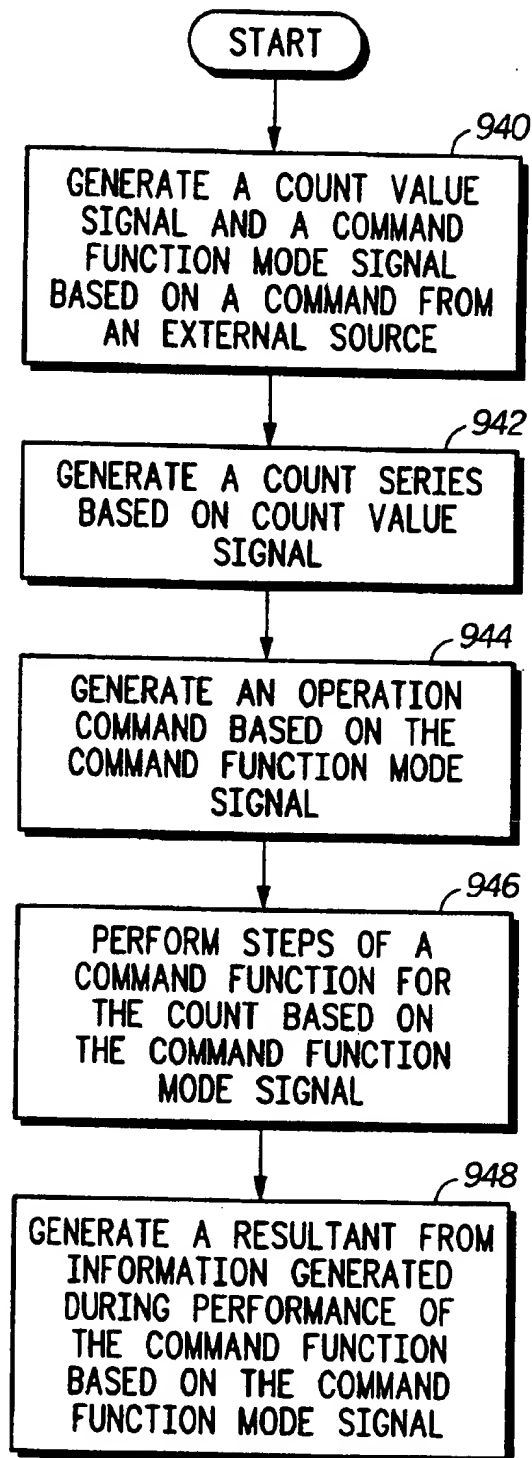 START
940
GENERATE A COUNT VALUE
SIGNAL AND A COMMAND
FUNCTION MODE SIGNAL
BASED ON A COMMAND FROM
AN EXTERNAL SOURCE
942
GENERATE A COUNT SERIES
BASED ON COUNT VALUE
SIGNAL
944
GENERATE AN OPERATION
COMMAND BASED ON THE
COMMAND FUNCTION MODE
SIGNAL
946
PERFORM STEPS OF A
COMMAND FUNCTION FOR
THE COUNT BASED ON
THE COMMAND FUNCTION
MODE SIGNAL
948
GENERATE A RESULTANT FROM
INFORMATION GENERATED
DURING PERFORMANCE OF
THE COMMAND FUNCTION
BASED ON THE COMMAND
FUNCTION MODE SIGNAL